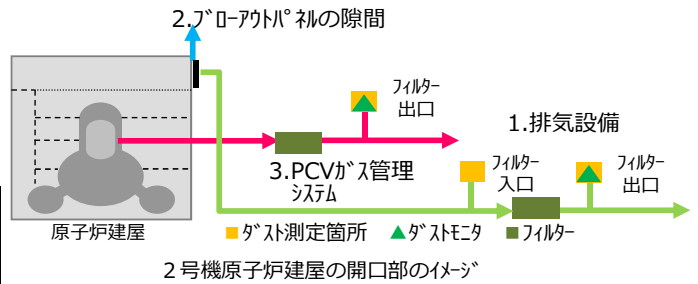 2.ﾌﾞﾛｰｱｳﾄﾊﾟﾈﾙの隙間
ﾌｨﾙﾀｰ
出口
1.排気設備
3.PCVｶﾞｽ管理
ｼｽﾃﾑ
ﾌｨﾙﾀｰ
入口
ﾌｨﾙﾀｰ
出口
原子炉建屋
■ﾀﾞｽﾄ測定箇所 ▲ﾀﾞｽﾄﾓﾆﾀ ■ﾌｨﾙﾀｰ
２号機原子炉建屋の開口部のｲﾒｰｼﾞ